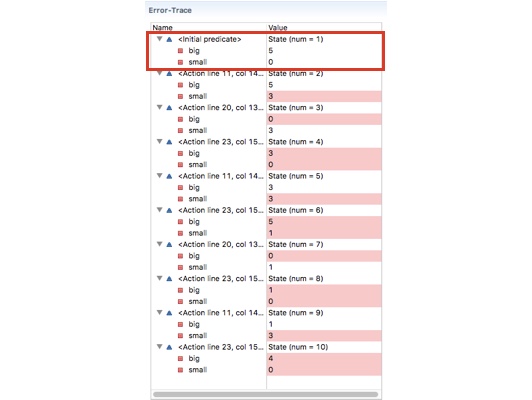 Error-Trace
Name Value
<Initial predicate> State (num = 1)
big 5
small 0
<Action line 11, col 14... State (num = 2)
big 5
small 3
<Action line 20, col 13... State (num = 3)
big 0
small 3
<Action line 23, col 15... State (num = 4)
big 3
small 0
<Action line 11, col 14... State (num = 5)
big 3
small 3
<Action line 23, col 15... State (num = 6)
big 5
small 1
<Action line 20, col 13... State (num = 7)
big 0
small 1
<Action line 23, col 15... State (num = 8)
big 1
small 0
<Action line 11, col 14... State (num = 9)
big 1
small 3
<Action line 23, col 15... State (num = 10)
big 4
small 0